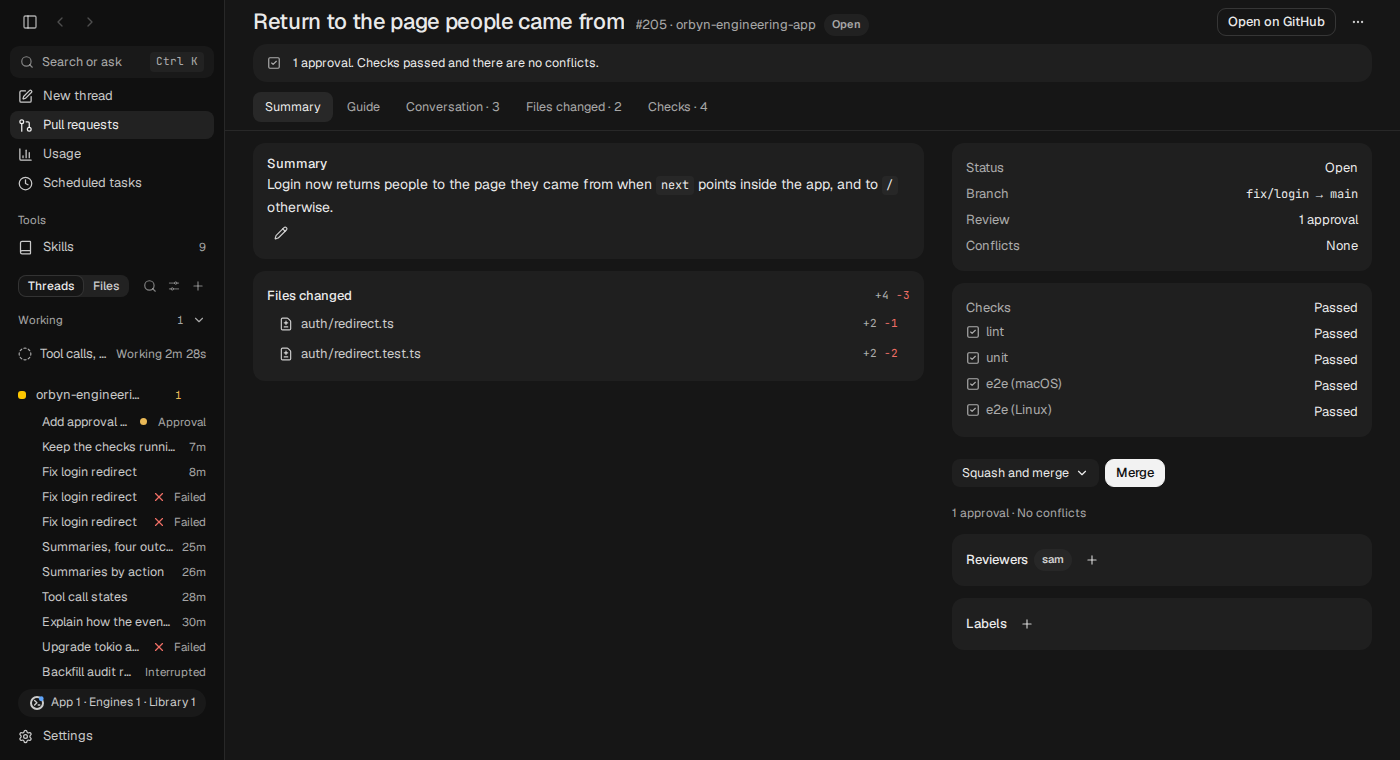 Search or ask Ctrl K
New thread
Pull requests
Usage
Scheduled tasks
Tools
Skills 9
Threads Files
Working 1
Tool calls, ... Working 2m 28s
orbyn-engineeri... 1
Add approval ... Approval
Keep the checks runni... 7m
Fix login redirect 8m
Fix login redirect Failed
Fix login redirect Failed
Summaries, four outc... 25m
Summaries by action 26m
Tool call states 28m
Explain how the even... 30m
Upgrade tokio a... Failed
Backfill audit r... Interrupted
App 1 · Engines 1 · Library 1
Settings
Return to the page people came from #205 · orbyn-engineering-app Open
Open on GitHub
1 approval. Checks passed and there are no conflicts.
Summary Guide Conversation · 3 Files changed · 2 Checks · 4
Summary
Login now returns people to the page they came from when next points inside the app, and to /
otherwise.
Files changed +4 -3
auth/redirect.ts +2 -1
auth/redirect.test.ts +2 -2
Status Open
Branch fix/login → main
Review 1 approval
Conflicts None
Checks Passed
lint Passed
unit Passed
e2e (macOS) Passed
e2e (Linux) Passed
Squash and merge Merge
1 approval · No conflicts
Reviewers sam +
Labels +